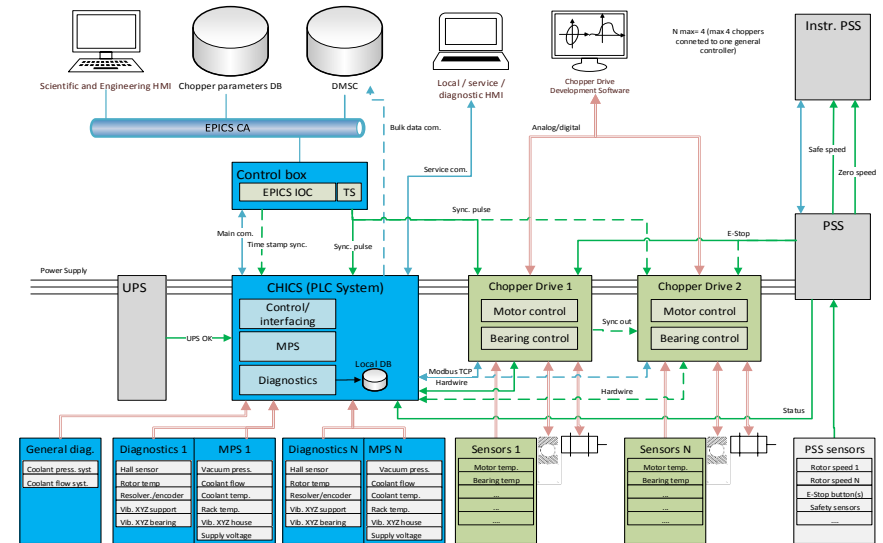 N max= 4 (max 4 choppers
conneted to one general
controller)
Instr. PSS
Scientific and Engineering HMI
Chopper parameters DB
DMSC
Local / service /
diagnostic HMI
Chopper Drive
Development Software
EPICS CA
Bulk data com.
Analog/digital
Safe speed
Zero speed
Service com.
Control box
EPICS IOC
TS
Main com.
Time stamp sync.
Sync. pulse
Sync. pulse
E-Stop
PSS
Power Supply
UPS
CHICS (PLC System)
Control/
interfacing
MPS
Diagnostics
Local DB
UPS OK
Chopper Drive 1
Motor control
Bearing control
Sync out
Chopper Drive 2
Motor control
Bearing control
Modbus TCP
Hardwire
Hardwire
Status
General diag.
Coolant press. syst
Coolant flow syst.
Diagnostics 1
Hall sensor
Rotor temp
Resolver./encoder
Vib. XYZ support
Vib. XYZ bearing
MPS 1
Vacuum press.
Coolant flow
Coolant temp.
Rack temp.
Vib. XYZ house
Supply voltage
Diagnostics N
Hall sensor
Rotor temp
Resolver/encoder
Vib. XYZ support
Vib. XYZ bearing
MPS N
Vacuum press.
Coolant flow
Coolant temp.
Rack temp.
Vib. XYZ house
Supply voltage
Sensors 1
Motor temp.
Bearing temp
...
...
....
Sensors N
Motor temp.
Bearing temp
...
...
....
PSS sensors
Rotor speed 1
Rotor speed N
E-Stop button(s)
Safety sensors
....